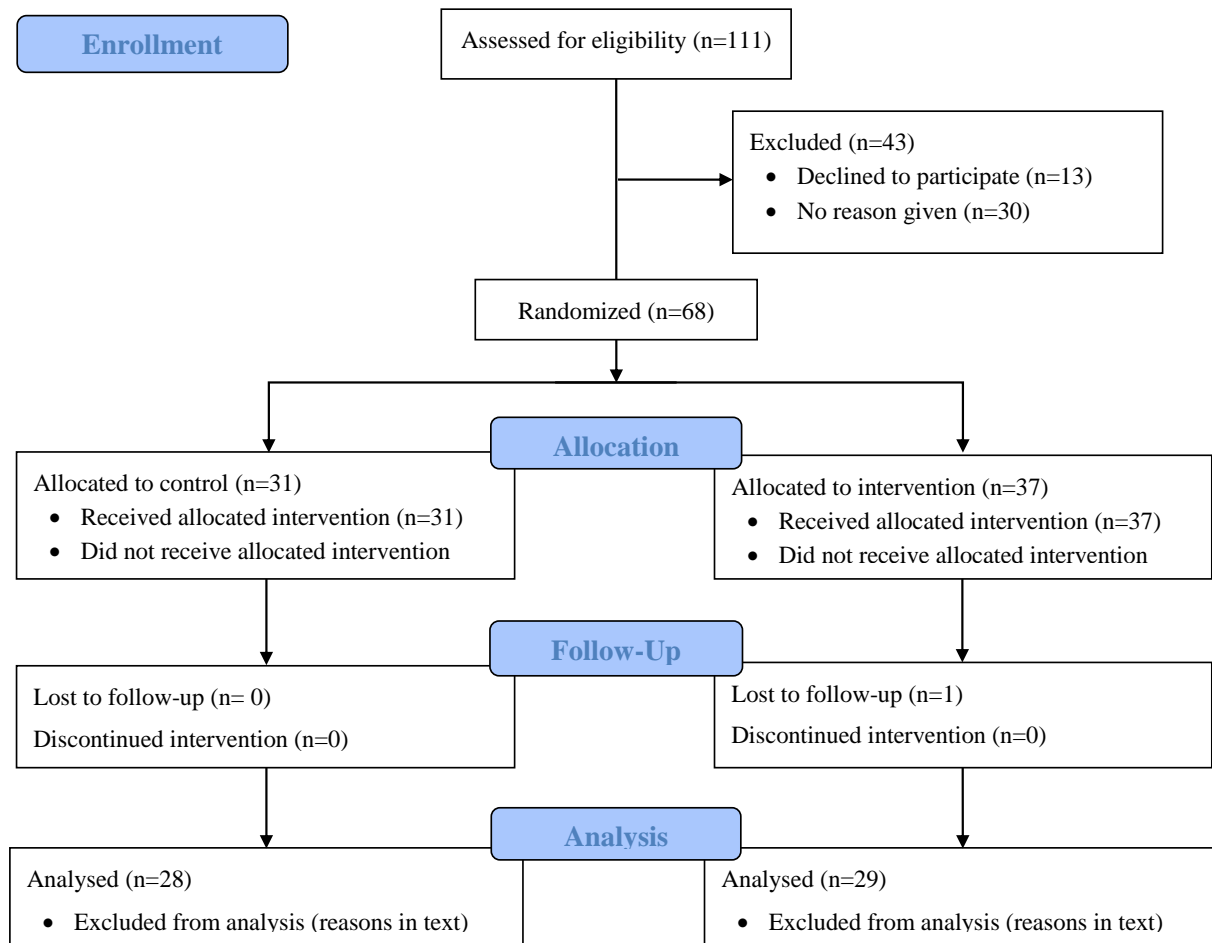 Enrollment
Assessed for eligibility (n=111)
Excluded (n=43)
• Declined to participate (n=13)
• No reason given (n=30)
Randomized (n=68)
Allocation
Allocated to control (n=31)
• Received allocated intervention (n=31)
• Did not receive allocated intervention
Allocated to intervention (n=37)
• Received allocated intervention (n=37)
• Did not receive allocated intervention
Follow-Up
Lost to follow-up (n= 0)
Discontinued intervention (n=0)
Lost to follow-up (n=1)
Discontinued intervention (n=0)
Analysis
Analysed (n=28)
• Excluded from analysis (reasons in text)
Analysed (n=29)
• Excluded from analysis (reasons in text)